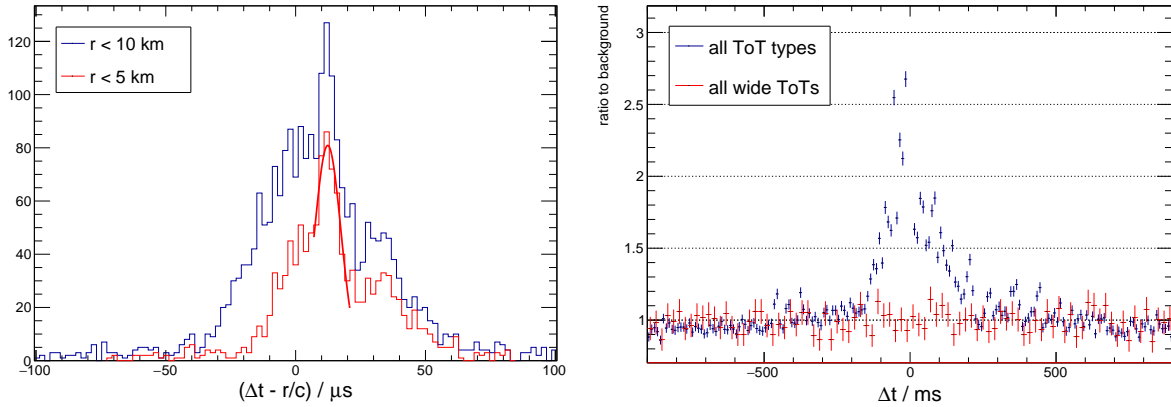 r < 10 km
r < 5 km
120
100
80
60
40
20
0
−100
−50
0
50
100
(Δt - r/c) / μs
ratio to background
all ToT types
all wide ToTs
3
2.5
2
1.5
1
−500
0
500
Δt / ms